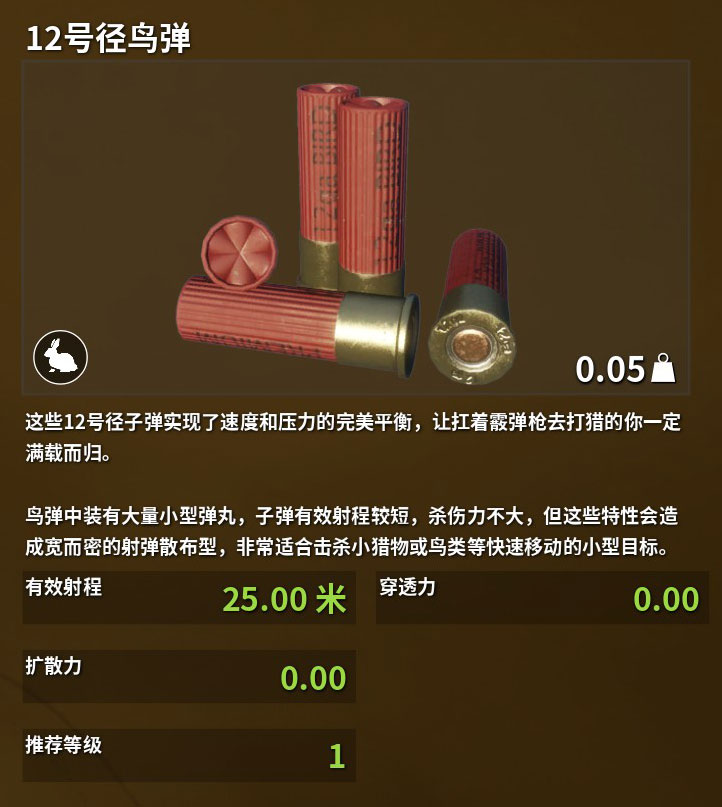 12号径鸟弹
12ga BIRD
12ga BIRD
0.05
这些12号径子弹实现了速度和压力的完美平衡，让扛着霰弹枪去打猎的你一定
满载而归。
鸟弹中装有大量小型弹丸，子弹有效射程较短，杀伤力不大，但这些特性会造
成宽而密的射弹散布型，非常适合击杀小猎物或鸟类等快速移动的小型目标。
有效射程
25.00 米
穿透力
0.00
扩散力
0.00
推荐等级
1